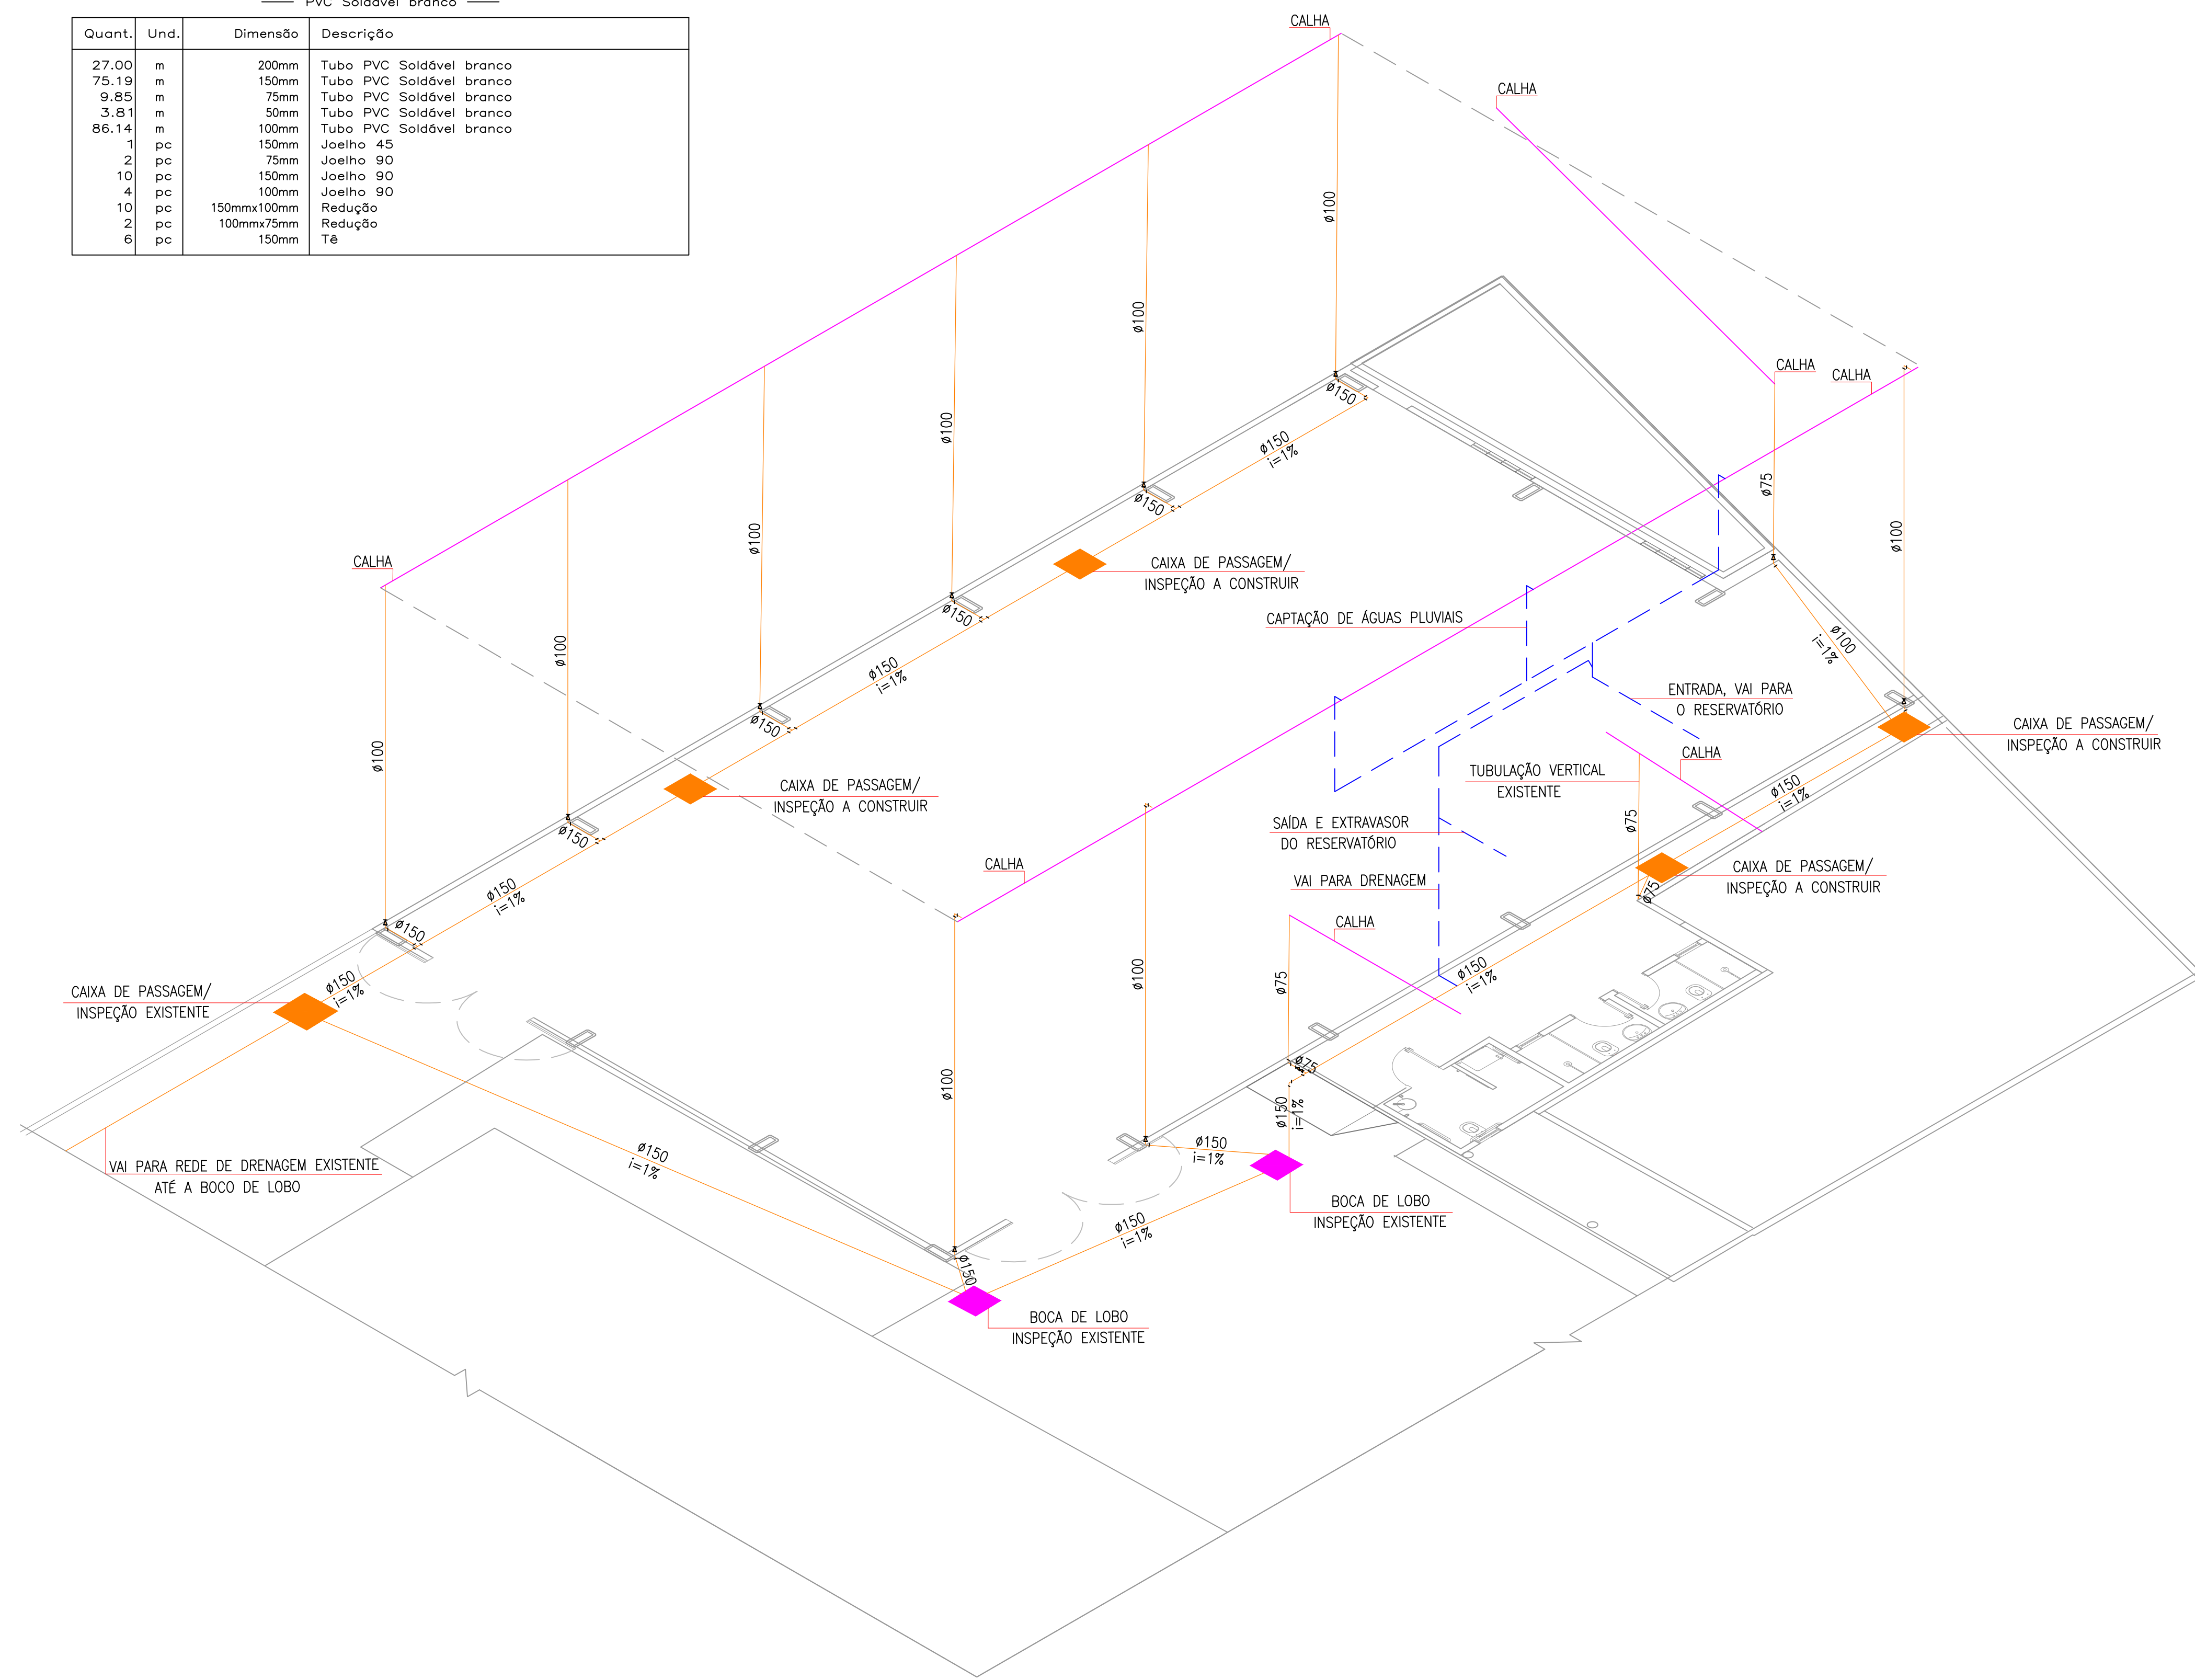 PVC Soldável branco
Quant. Und. Dimensão Descrição
27.00 m 200mm Tubo PVC Soldável branco
75.19 m 150mm Tubo PVC Soldável branco
9.85 m 75mm Tubo PVC Soldável branco
3.81 m 50mm Tubo PVC Soldável branco
86.14 m 100mm Tubo PVC Soldável branco
1 pc 150mm Joelho 45
2 pc 75mm Joelho 90
10 pc 150mm Joelho 90
4 pc 100mm Joelho 90
10 pc 150mmx100mm Redução
2 pc 100mmx75mm Redução
6 pc 150mm Tê
CALHA
CALHA
ø100
ø100
CALHA
CALHA
ø150
ø100
ø150
i=1%
ø75
ø150
ø100
ø100
CALHA
CAIXA DE PASSAGEM/
INSPEÇÃO A CONSTRUIR
ø150
CAPTAÇÃO DE ÁGUAS PLUVIAIS
ø100
i=1%
ø100
ø150
i=1%
ENTRADA, VAI PARA
O RESERVATÓRIO
ø150
CAIXA DE PASSAGEM/
INSPEÇÃO A CONSTRUIR
ø100
CALHA
TUBULAÇÃO VERTICAL
EXISTENTE
CAIXA DE PASSAGEM/
INSPEÇÃO A CONSTRUIR
ø150
i=1%
ø75
SAÍDA E EXTRAVASOR
DO RESERVATÓRIO
ø150
CALHA
CAIXA DE PASSAGEM/
INSPEÇÃO A CONSTRUIR
VAI PARA DRENAGEM
ø75
ø150
i=1%
CALHA
ø150
ø75
ø100
ø150
i=1%
ø150
i=1%
CAIXA DE PASSAGEM/
INSPEÇÃO EXISTENTE
ø75
ø100
ø150
i=1%
ø150
i=1%
ø150
i=1%
VAI PARA REDE DE DRENAGEM EXISTENTE
ATÉ A BOCO DE LOBO
BOCA DE LOBO
INSPEÇÃO EXISTENTE
ø150
i=1%
ø150
BOCA DE LOBO
INSPEÇÃO EXISTENTE